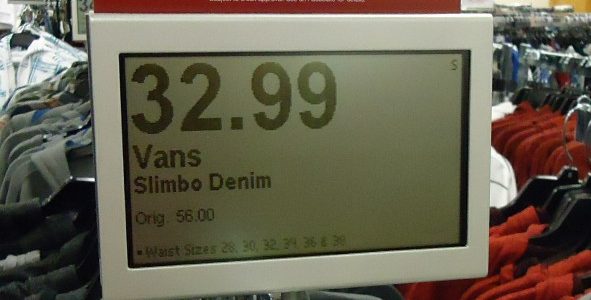 S
32.99
Vans
Slimbo Denim
Orig. 56.00
• Waist Sizes 28, 30, 32, 34, 36 & 38